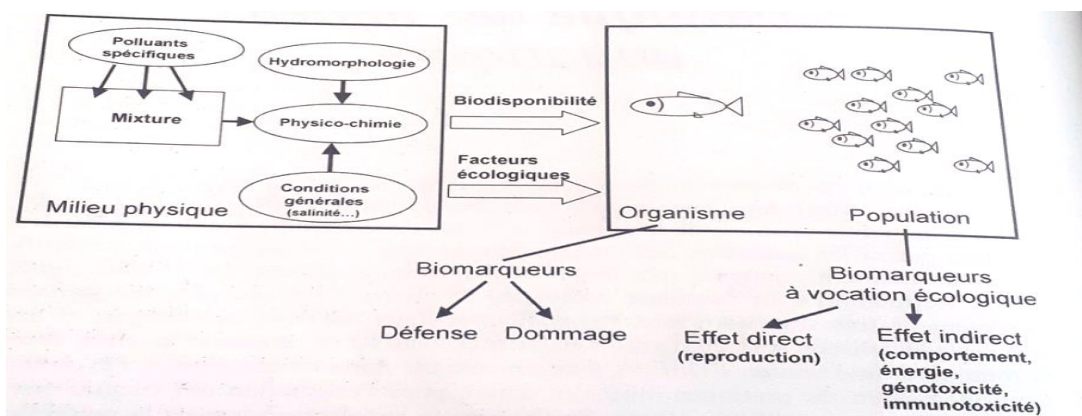 Polluants
spécifiques
Hydromorphologie
Mixture
Physico-chimie
Conditions
générales
(salinité...)
Milieu physique
Biodisponibilité
Facteurs
écologiques
Organisme
Population
Biomarqueurs
Défense
Dommage
Biomarqueurs
à vocation écologique
Effet direct
(reproduction)
Effet indirect
(comportement,
énergie,
génotoxicité,
immunotoxicité)